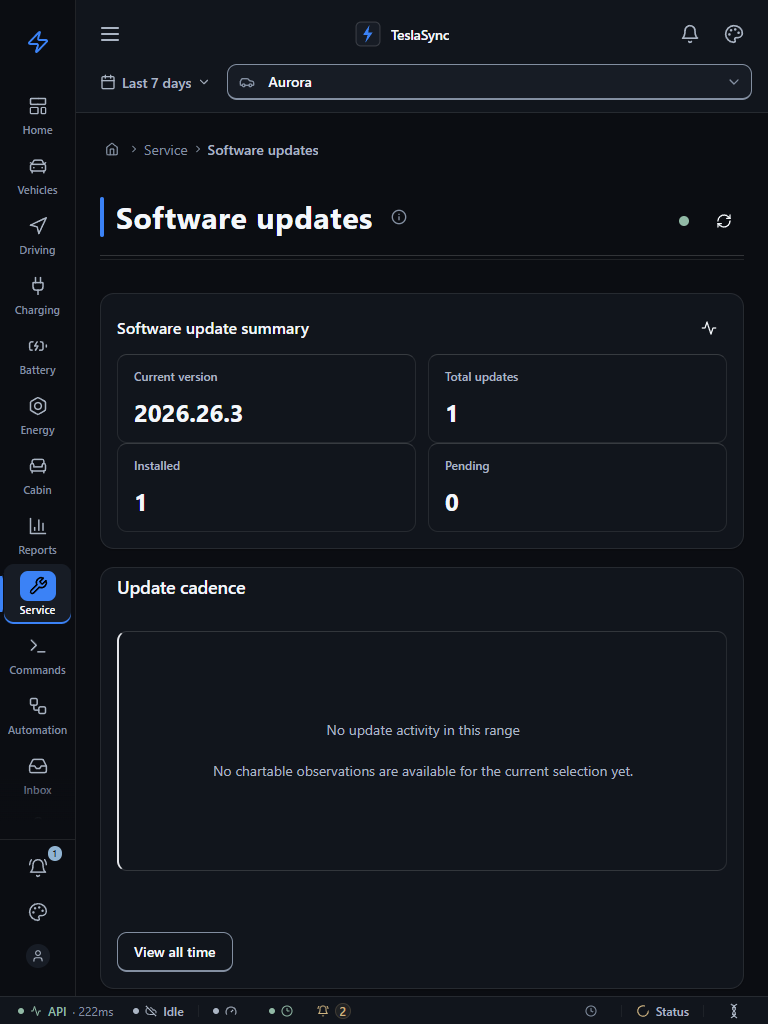 TeslaSync
Last 7 days
Aurora
Home
Vehicles
Driving
Charging
Battery
Energy
Cabin
Reports
Service
Commands
Automation
Inbox
1
Service
Software updates
Software updates
Software update summary
Current version
2026.26.3
Total updates
1
Installed
1
Pending
0
Update cadence
No update activity in this range
No chartable observations are available for the current selection yet.
View all time
API · 222ms
Idle
2
Status